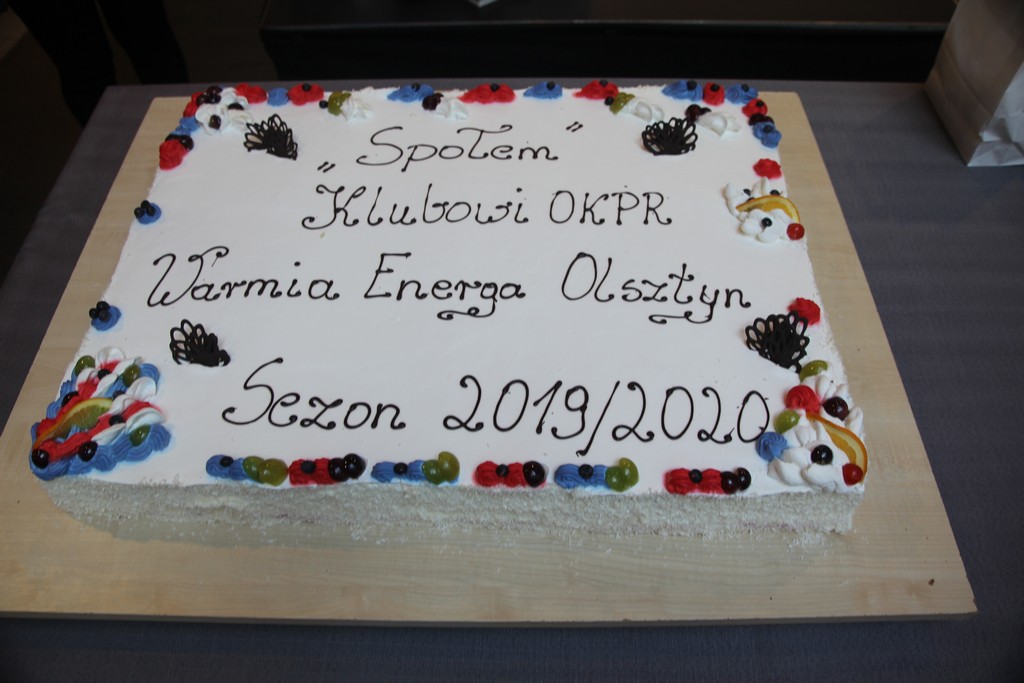 „Społem”
Klubowi OKPR
Warmia Energa Olsztyn
Sezon 2019/2020